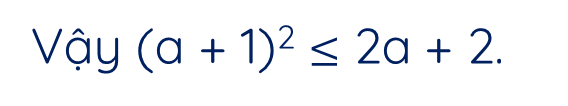 Vậy (a + 1)² ≤ 2a + 2.